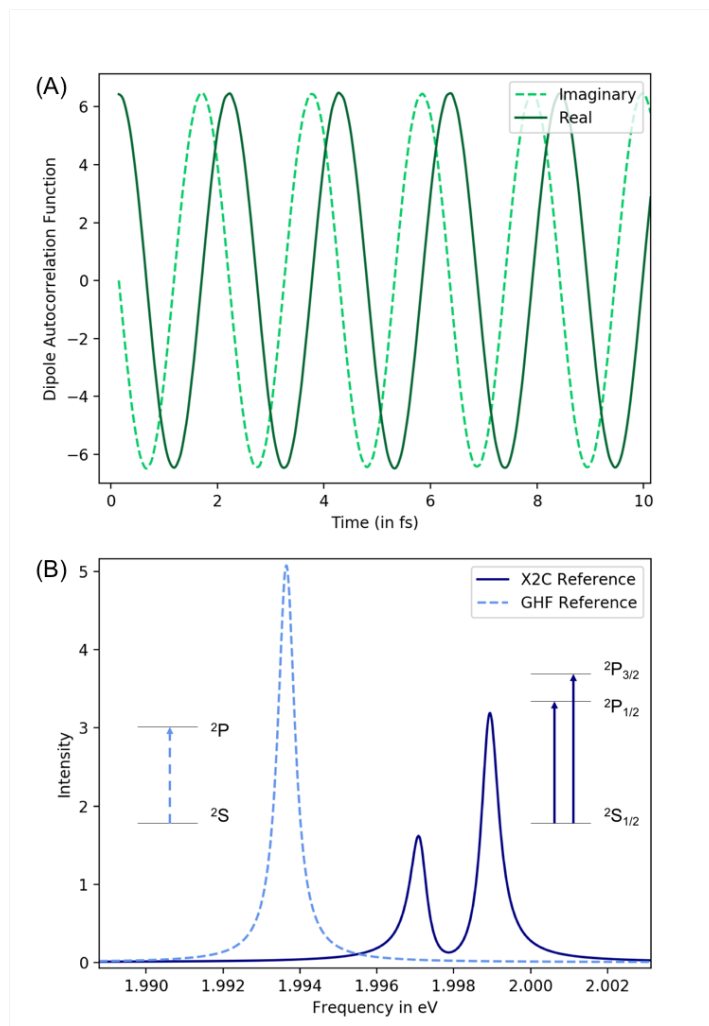 (A)
Dipole Autocorrelation Function
6
4
2
0
−2
−4
−6
Imaginary
Real
0 2 4 6 8 10
Time (in fs)
(B)
Intensity
5
4
3
2
1
0
X2C Reference
GHF Reference
²P
²S
²P3/2
²P1/2
²S1/2
1.990 1.992 1.994 1.996 1.998 2.000 2.002
Frequency in eV